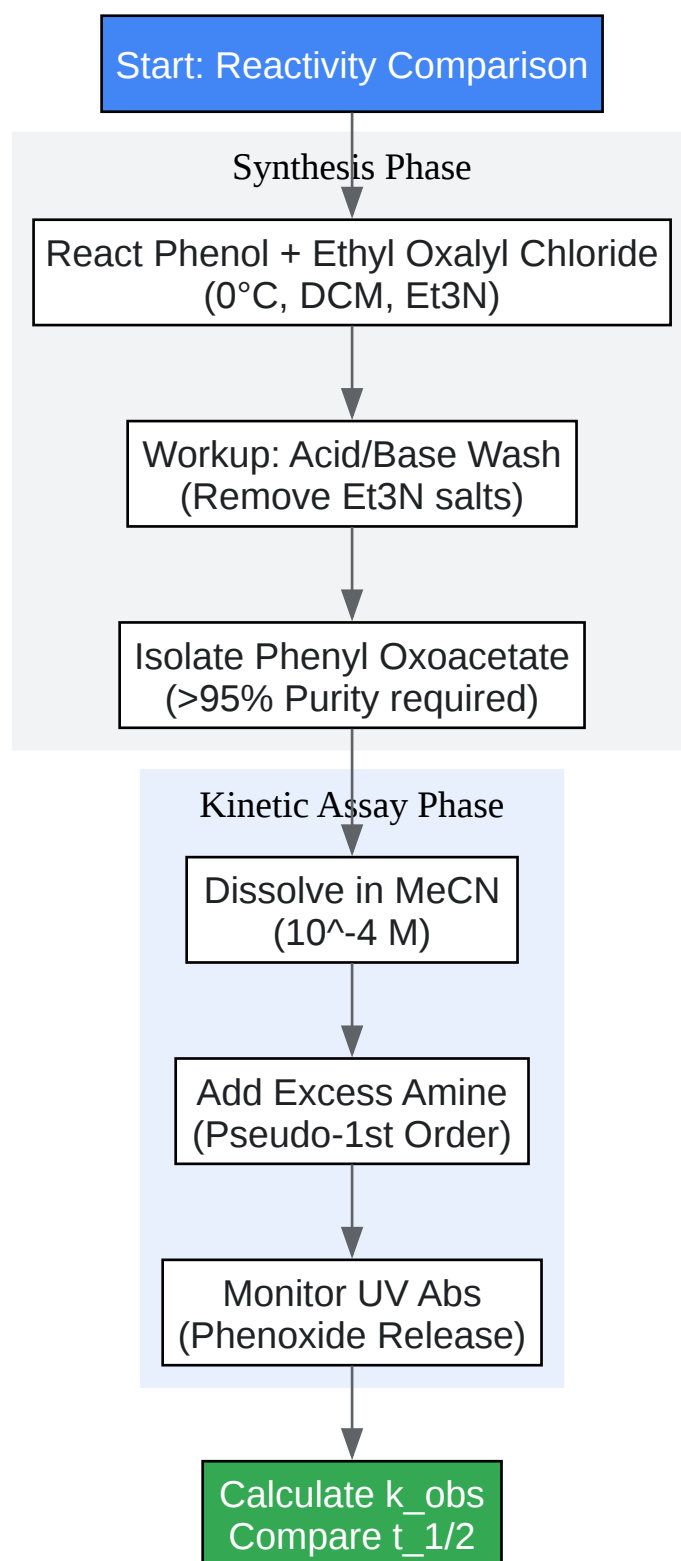 Start: Reactivity Comparison
Synthesis Phase
React Phenol + Ethyl Oxalyl Chloride
(0°C, DCM, Et3N)
Workup: Acid/Base Wash
(Remove Et3N salts)
Isolate Phenyl Oxoacetate
(>95% Purity required)
Kinetic Assay Phase
Dissolve in MeCN
(10^-4 M)
Add Excess Amine
(Pseudo-1st Order)
Monitor UV Abs
(Phenoxide Release)
Calculate k_obs
Compare t_1/2